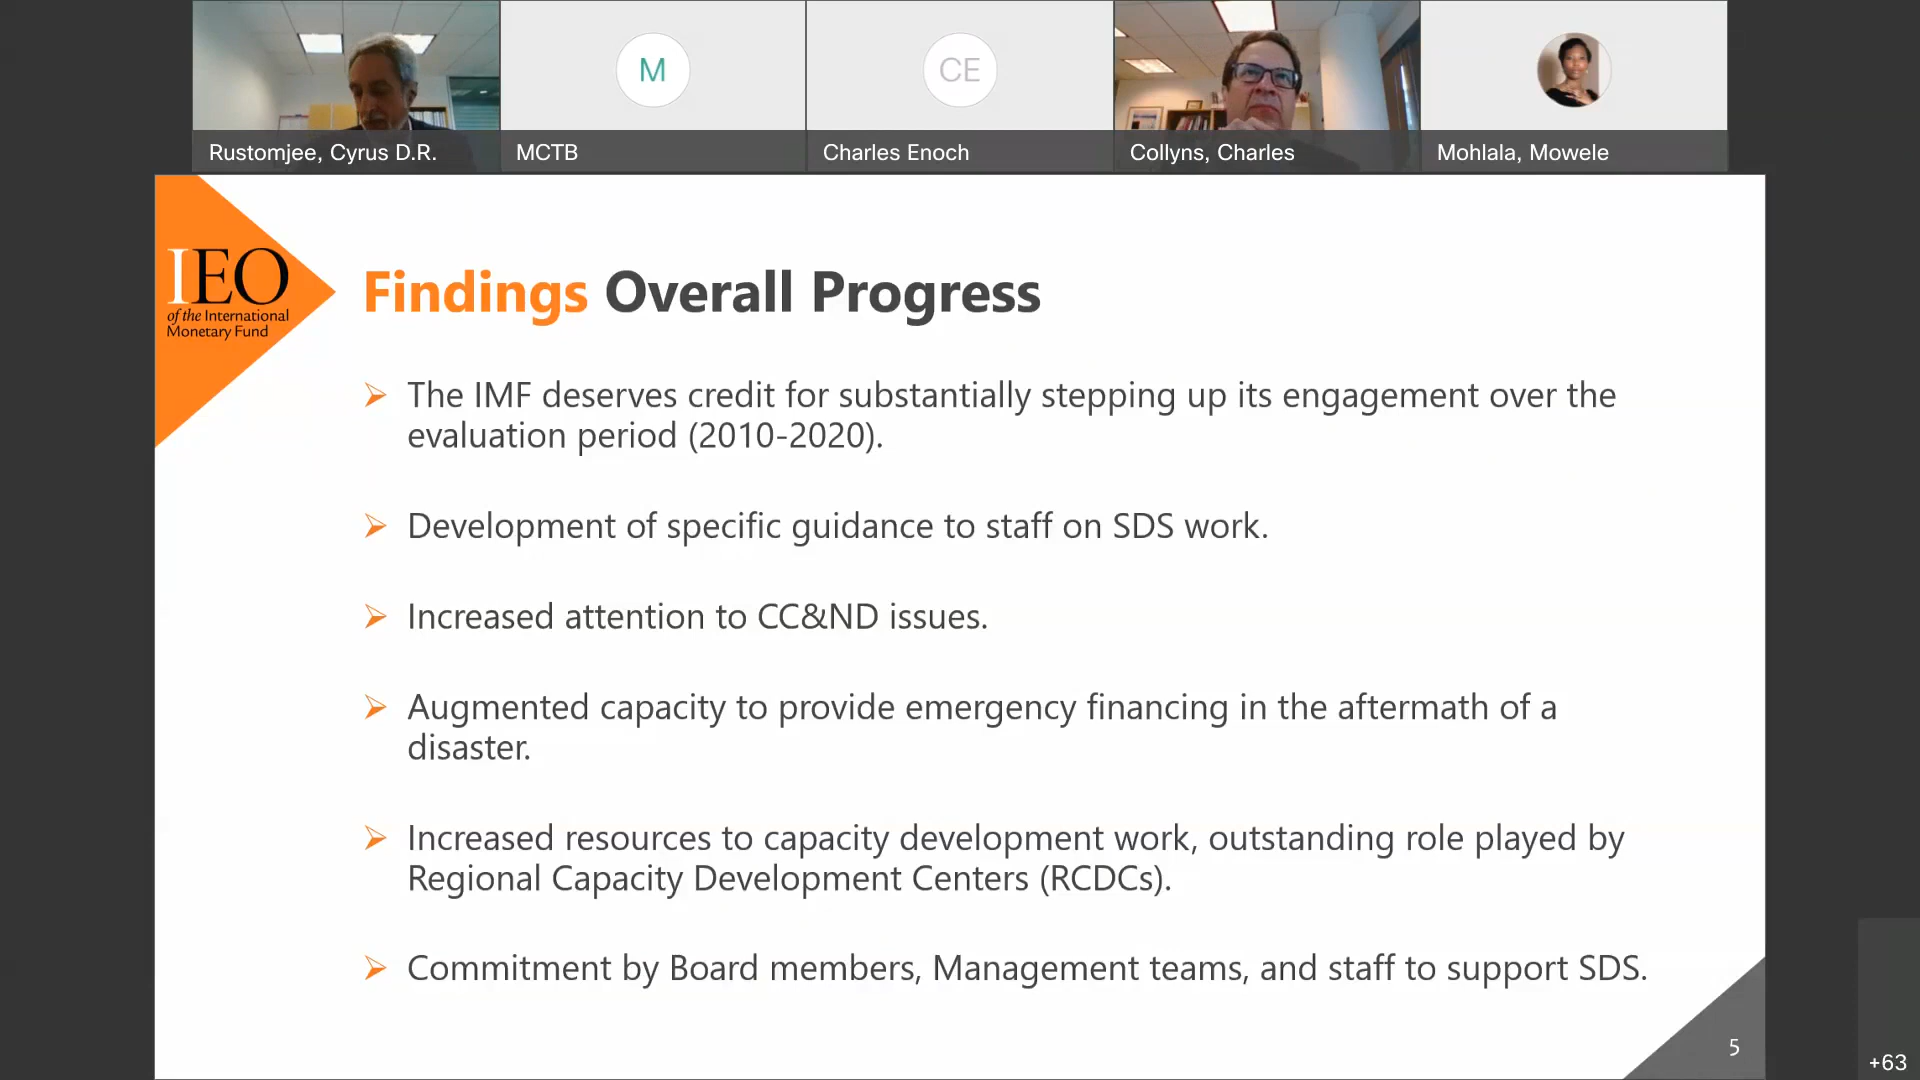 M
CE
Rustomjee, Cyrus D.R.
MCTB
Charles Enoch
Collyns, Charles
Mohlala, Mowele
IEO
of the International
Monetary Fund
Findings Overall Progress
The IMF deserves credit for substantially stepping up its engagement over the
evaluation period (2010-2020).
Development of specific guidance to staff on SDS work.
Increased attention to CC&ND issues.
Augmented capacity to provide emergency financing in the aftermath of a
disaster.
Increased resources to capacity development work, outstanding role played by
Regional Capacity Development Centers (RCDCs).
Commitment by Board members, Management teams, and staff to support SDS.
5
+63